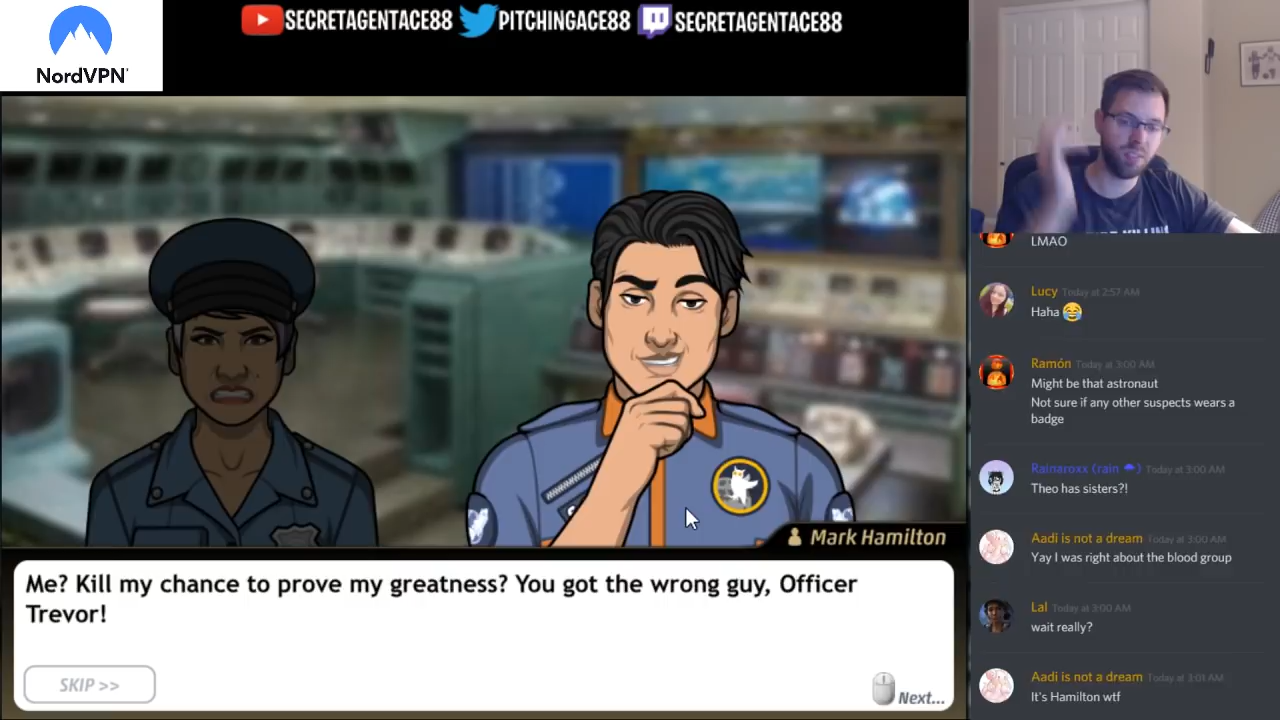 SECRETAGENTACE88 PITCHINGACE88 SECRETAGENTACE88
NordVPN®
Mark Hamilton
Me? Kill my chance to prove my greatness? You got the wrong guy, Officer
Trevor!
SKIP >>
Next...
LMAO
Lucy Today at 2:57 AM
Haha 😂
Ramón Today at 3:00 AM
Might be that astronaut
Not sure if any other suspects wears a
badge
Rainaroxx (rain ☂) Today at 3:00 AM
Theo has sisters?!
Aadi is not a dream Today at 3:00 AM
Yay I was right about the blood group
Lal Today at 3:00 AM
wait really?
Aadi is not a dream Today at 3:01 AM
It's Hamilton wtf